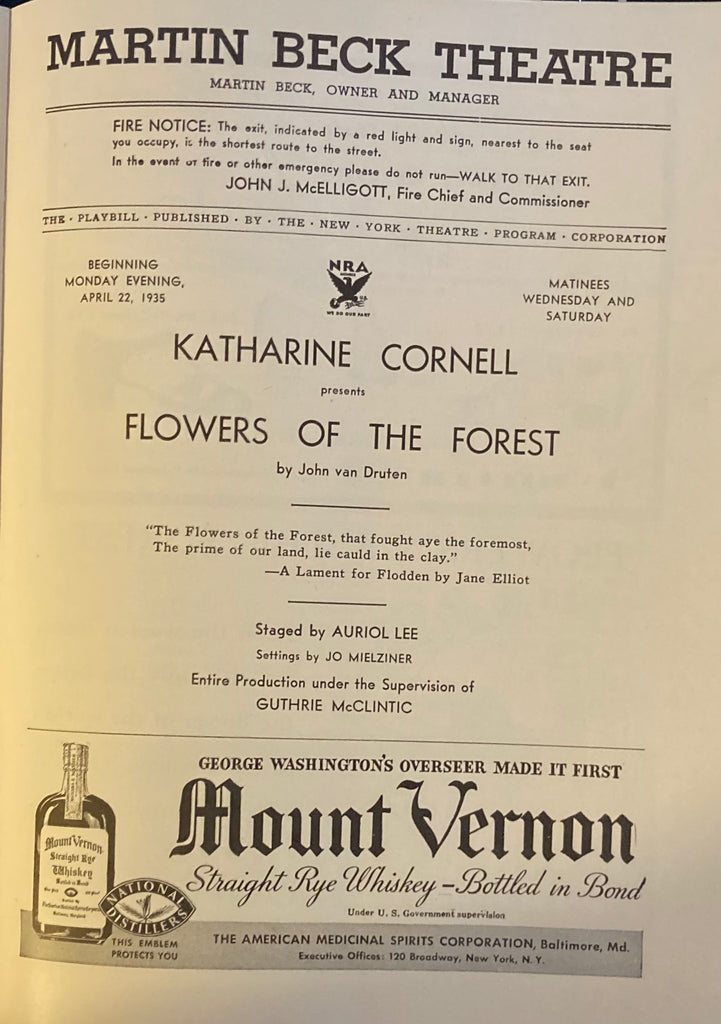 MARTIN BECK THEATRE
MARTIN BECK, OWNER AND MANAGER
FIRE NOTICE: The exit, indicated by a red light and sign, nearest to the seat
you occupy, is the shortest route to the street.
In the event of fire or other emergency please do not run—WALK TO THAT EXIT.
JOHN J. McELLIGOTT, Fire Chief and Commissioner
THE · PLAYBILL · PUBLISHED · BY · THE · NEW · YORK · THEATRE · PROGRAM · CORPORATION
BEGINNING
MONDAY EVENING,
APRIL 22, 1935
NRA
WE DO OUR PART
MATINEES
WEDNESDAY AND
SATURDAY
KATHARINE CORNELL
presents
FLOWERS OF THE FOREST
by John van Druten
"The Flowers of the Forest, that fought aye the foremost,
The prime of our land, lie cauld in the clay."
—A Lament for Flodden by Jane Elliot
Staged by AURIOL LEE
Settings by JO MIELZINER
Entire Production under the Supervision of
GUTHRIE McCLINTIC
GEORGE WASHINGTON'S OVERSEER MADE IT FIRST
Mount Vernon
Straight Rye Whiskey – Bottled in Bond
Under U. S. Government supervision
Mount Vernon
Straight Rye
Whiskey
Bottled in Bond
NATIONAL
DISTILLERS
THIS EMBLEM
PROTECTS YOU
THE AMERICAN MEDICINAL SPIRITS CORPORATION, Baltimore, Md.
Executive Offices: 120 Broadway, New York, N. Y.